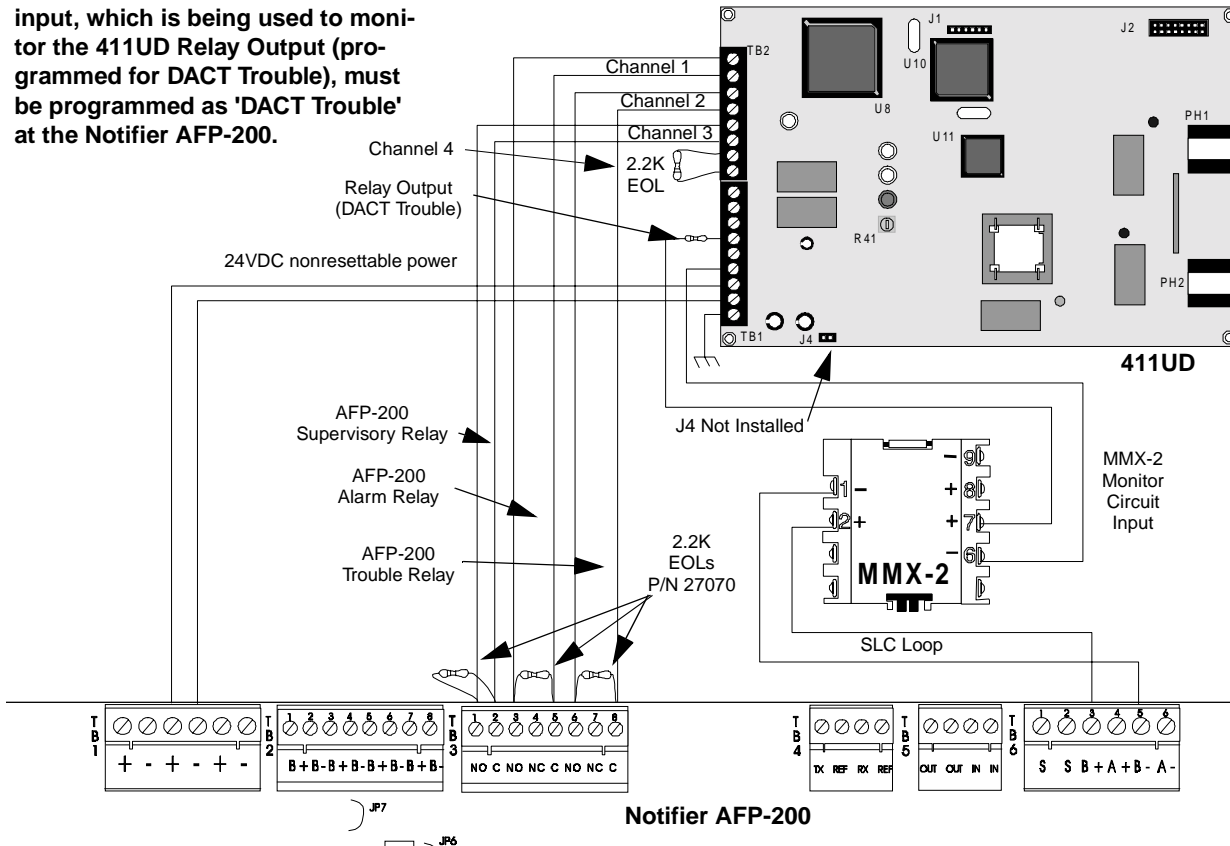 input, which is being used to moni-
tor the 411UD Relay Output (pro-
grammed for DACT Trouble), must
be programmed as 'DACT Trouble'
at the Notifier AFP-200.
J1
J2
TB2
U10
Channel 1
Channel 2
U8
PH1
Channel 3
U11
Channel 4
2.2K
EOL
Relay Output
(DACT Trouble)
R41
24VDC nonresettable power
PH2
TB1
J4
411UD
J4 Not Installed
AFP-200
Supervisory Relay
AFP-200
Alarm Relay
AFP-200
Trouble Relay
2.2K
EOLs
P/N 27070
MMX-2
Monitor
Circuit
Input
1 - - 9
+ 8
2 + + 7
- 6
MMX-2
SLC Loop
TB1
+ - + - + -
TB2
1 2 3 4 5 6 7 8
B+ B- B+ B- B+ B- B+ B-
TB3
1 2 3 4 5 6 7 8
NO C NO NC C NO NC C
TB4
TX REF RX REF
TB5
OUT OUT IN IN
TB6
1 2 3 4 5 6
S S B+ A+ B- A-
JP7
Notifier AFP-200
JP6